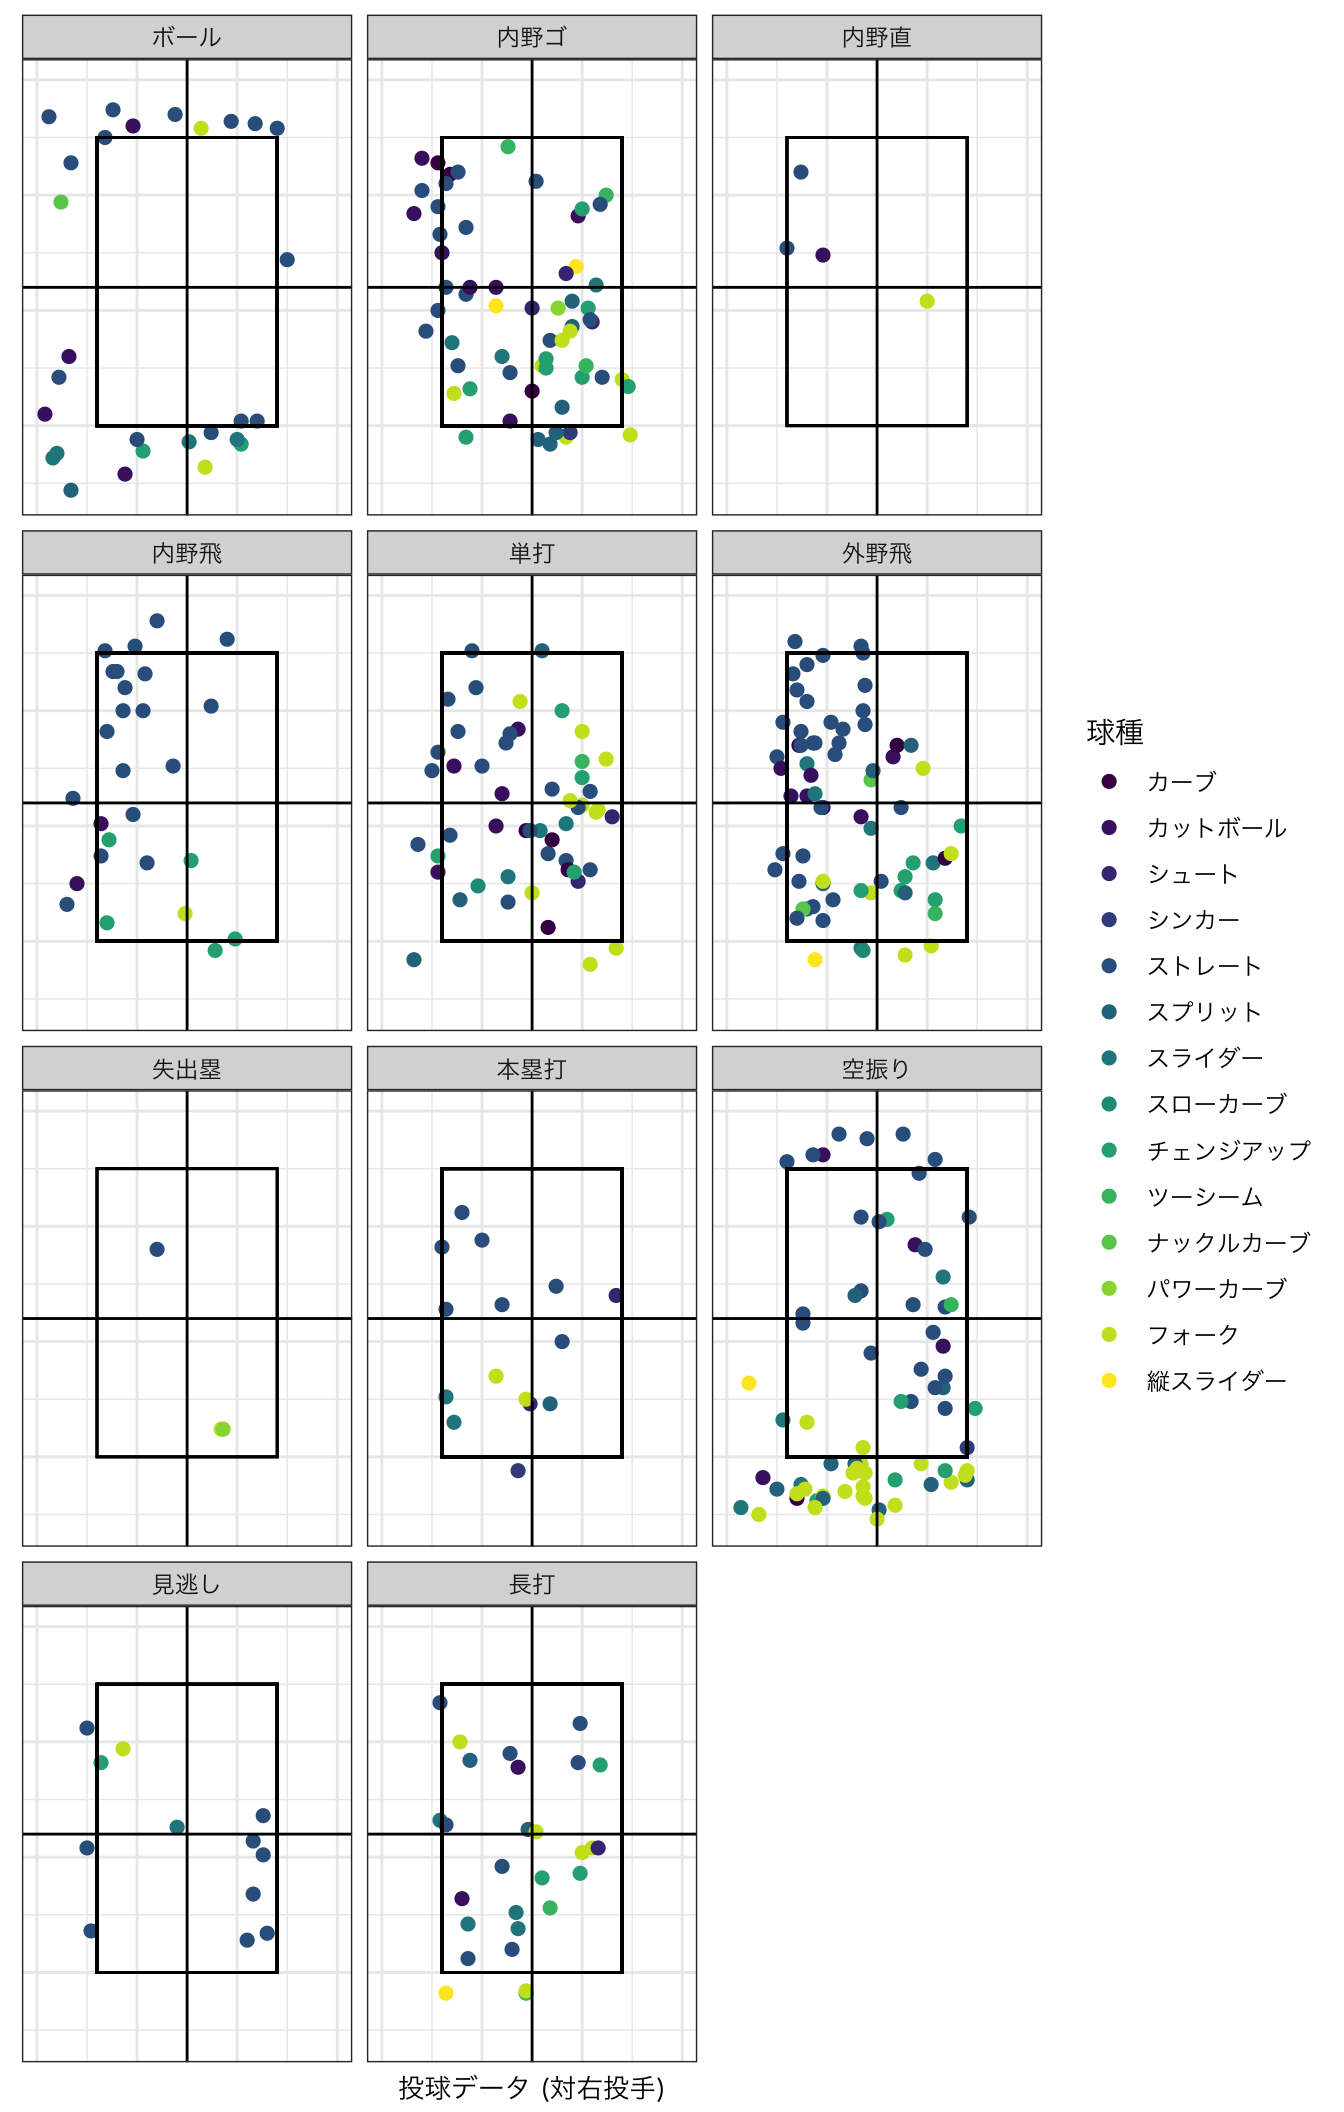 ボール
内野ゴ
内野直
内野飛
単打
外野飛
失出塁
本塁打
空振り
見逃し
長打
投球データ (対右投手)
球種
カーブ
カットボール
シュート
シンカー
ストレート
スプリット
スライダー
スローカーブ
チェンジアップ
ツーシーム
ナックルカーブ
パワーカーブ
フォーク
縦スライダー